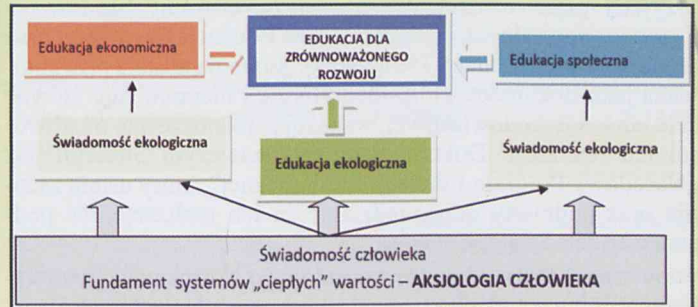 Edukacja ekonomiczna
EDUKACJA DLA
ZRÓWNOWAŻONEGO
ROZWOJU
Edukacja społeczna
Świadomość ekologiczna
Edukacja ekologiczna
Świadomość ekologiczna
Świadomość człowieka
Fundament systemów „ciepłych” wartości – AKSJOLOGIA CZŁOWIEKA